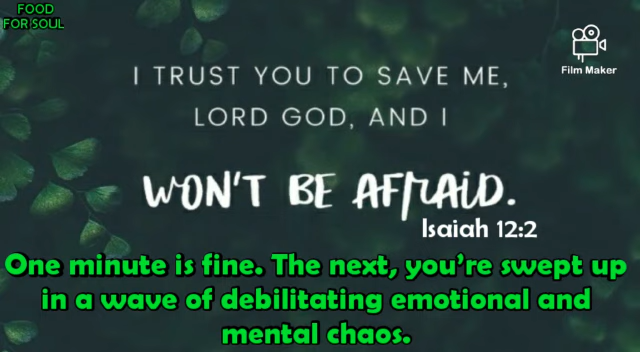 FOOD
FOR SOUL
Film Maker
I TRUST YOU TO SAVE ME,
LORD GOD, AND I
WON'T BE AFRAID.
Isaiah 12:2
One minute is fine. The next, you're swept up
in a wave of debilitating emotional and
mental chaos.